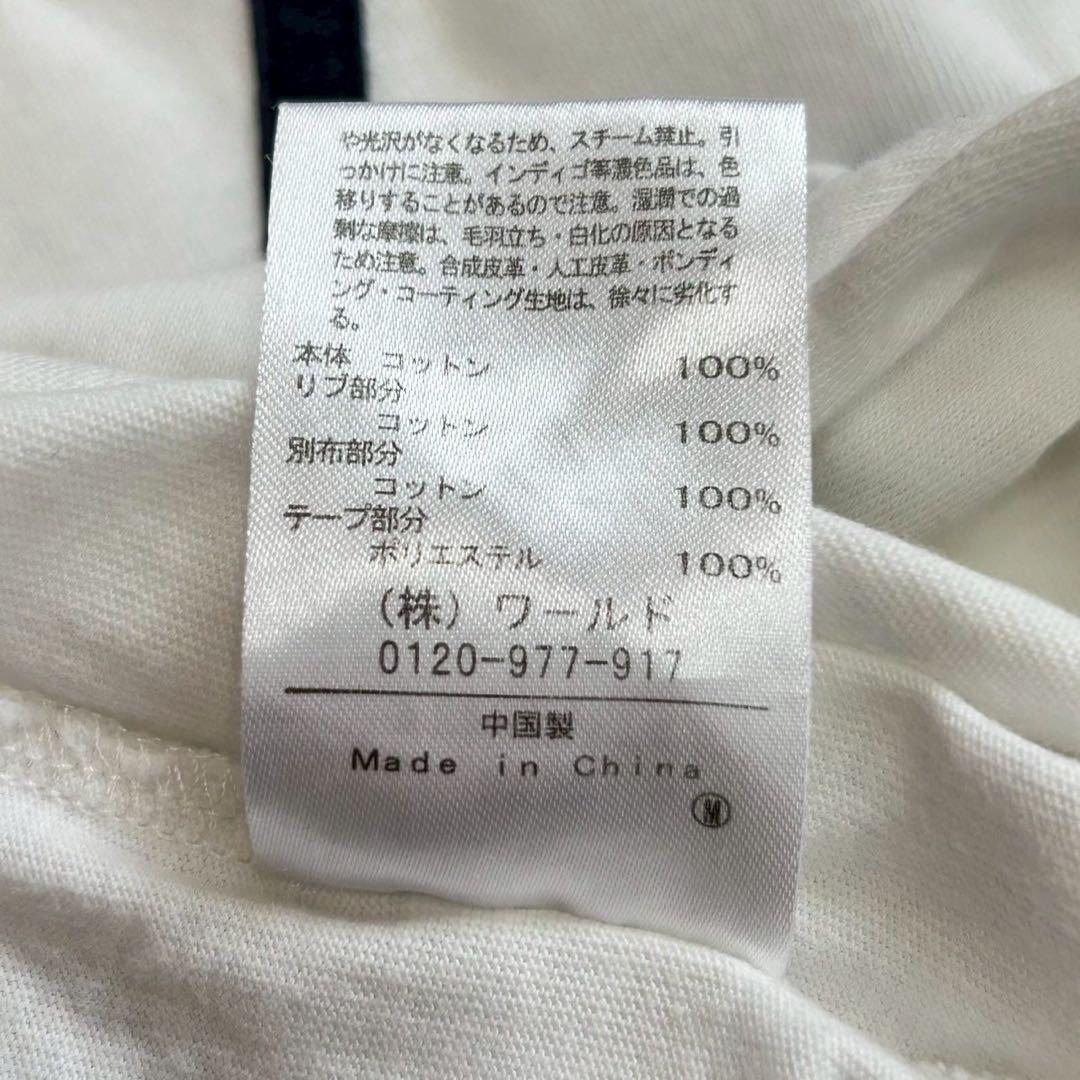 や光沢がなくなるため、スチーム禁止。引
っかけに注意。インディゴ等濃色品は、色
移りすることがあるので注意。湿潤での過
剰な摩擦は、毛羽立ち・白化の原因となる
ため注意。合成皮革・人工皮革・ボンディ
ング・コーティング生地は、徐々に劣化す
る。
本体 コットン 100%
リブ部分
コットン 100%
別布部分
コットン 100%
テープ部分
ポリエステル 100%
(株) ワールド
0120-977-917
中国製
Made in China
Ⓜ